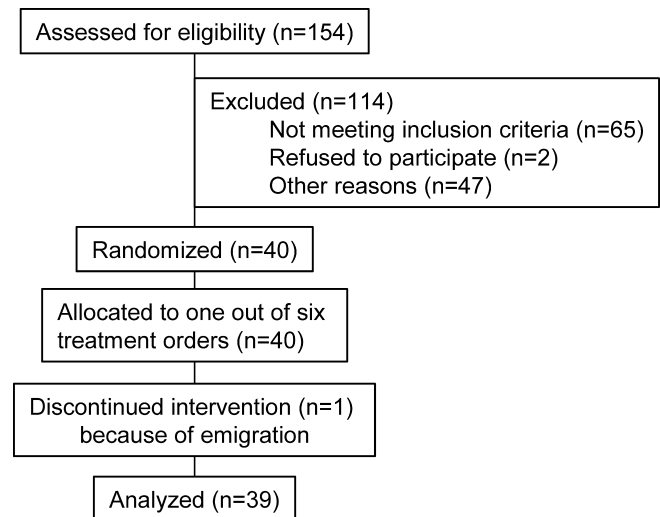 Assessed for eligibility (n=154)
Excluded (n=114)
Not meeting inclusion criteria (n=65)
Refused to participate (n=2)
Other reasons (n=47)
Randomized (n=40)
Allocated to one out of six
treatment orders (n=40)
Discontinued intervention (n=1)
because of emigration
Analyzed (n=39)